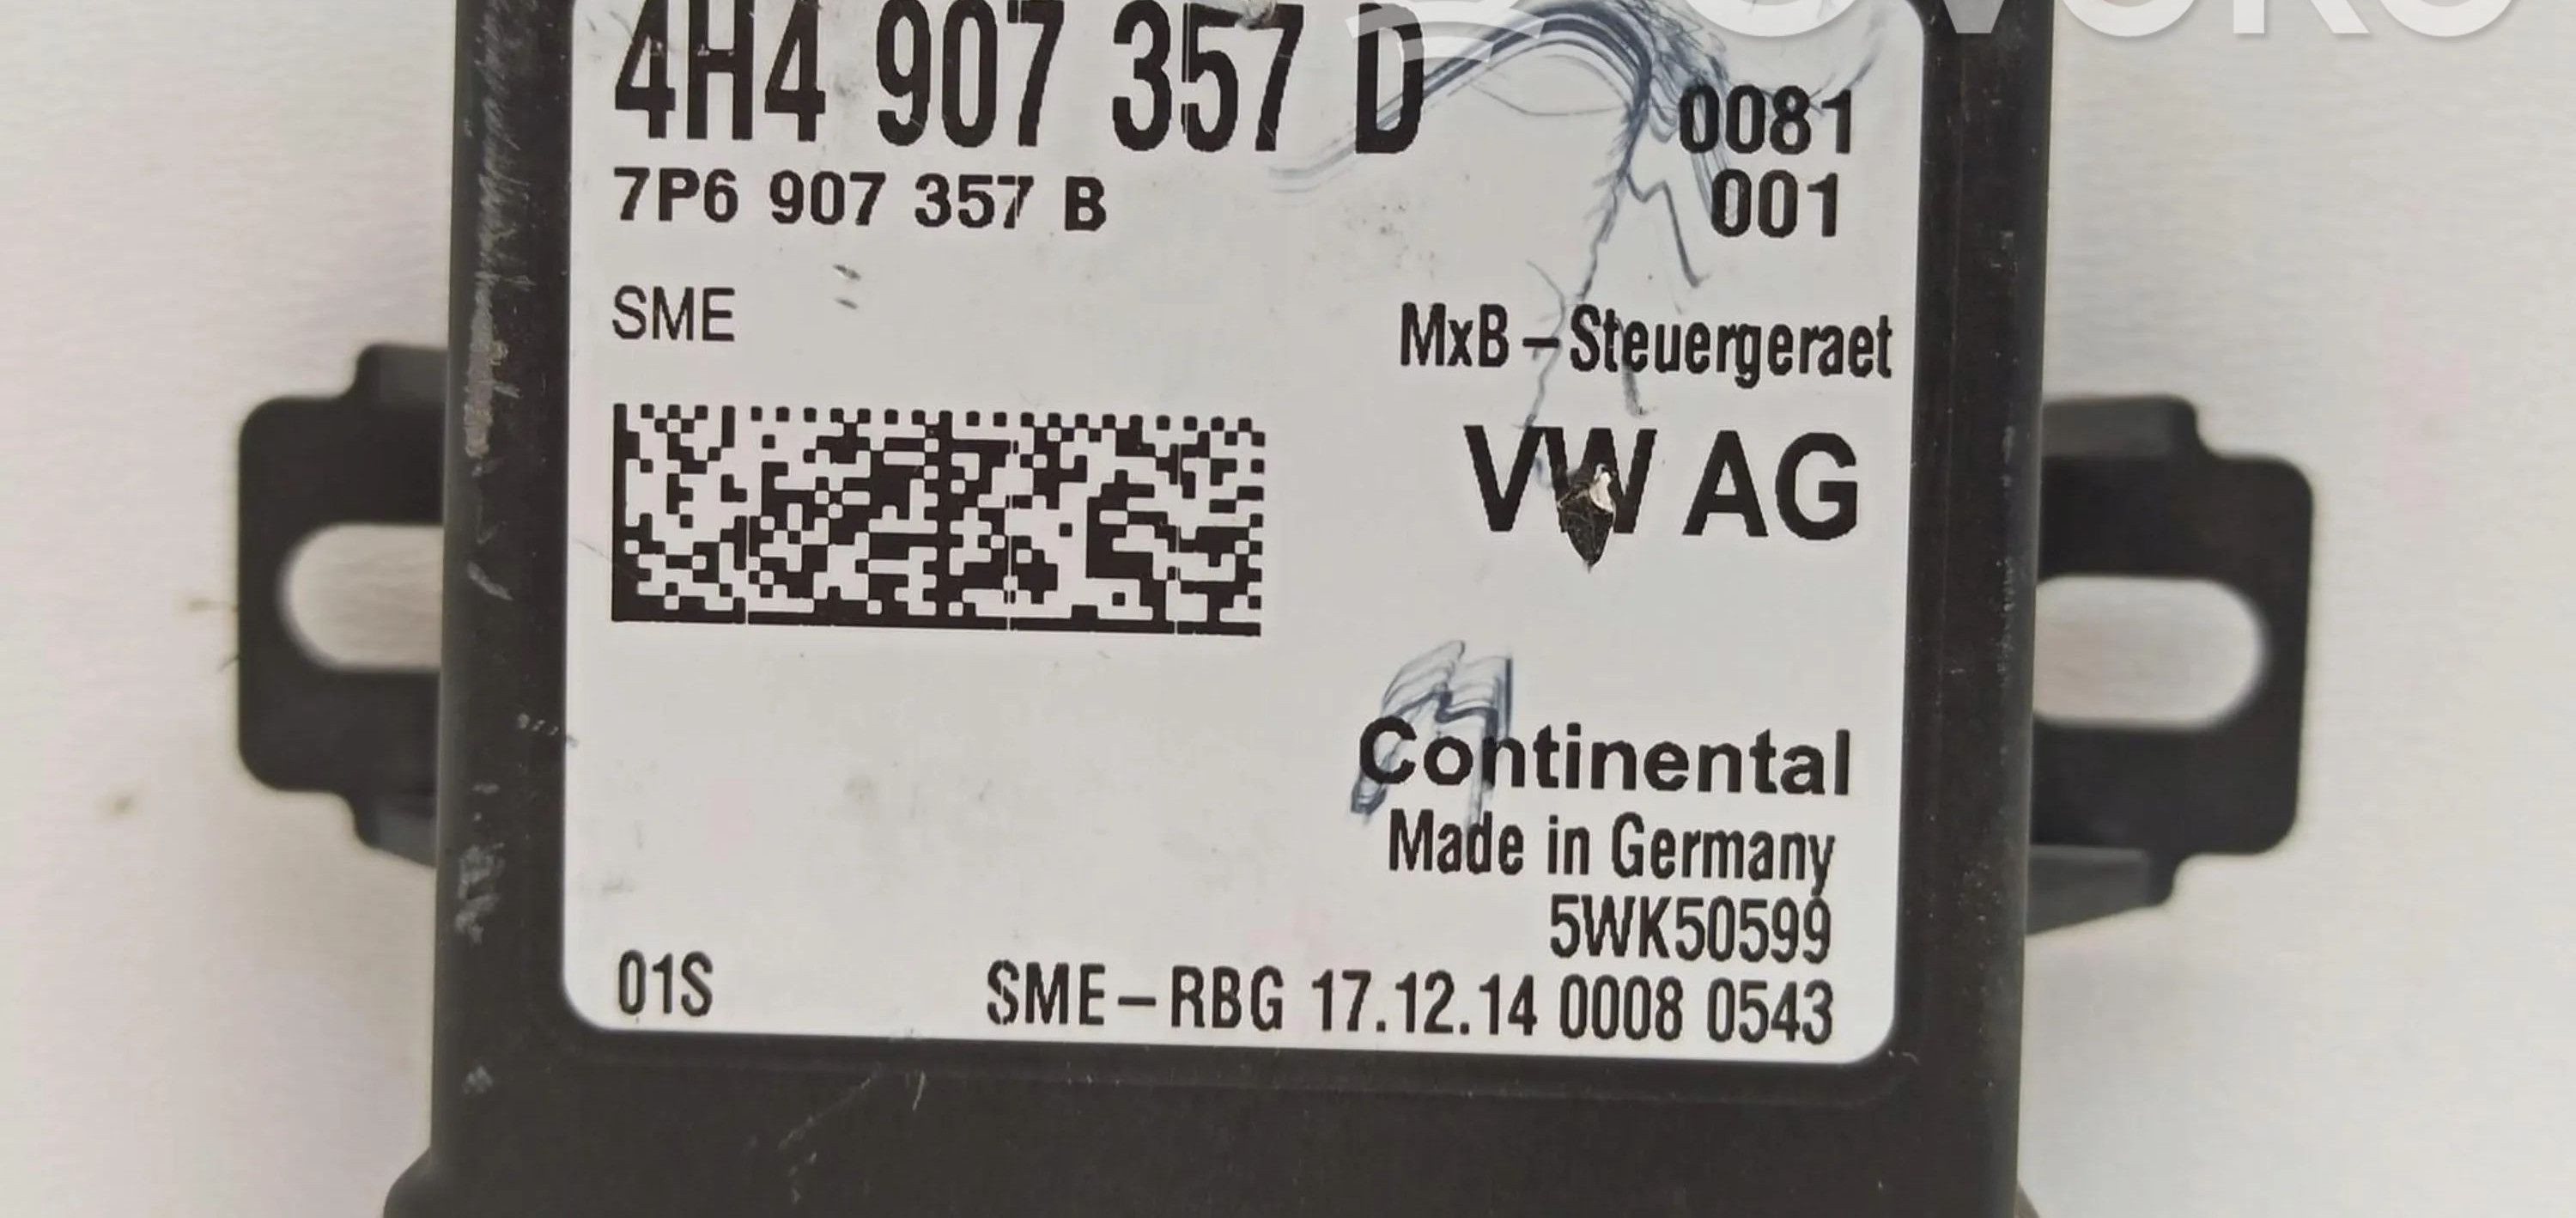 4H4 907 357 D
0081
7P6 907 357 B
001
SME
MxB-Steuergeraet
VW AG
Continental
Made in Germany
5WK50599
01S
SME-RBG 17.12.14 0008 0543